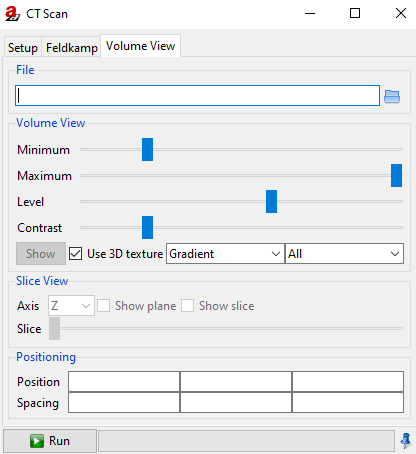 CT Scan
Setup Feldkamp Volume View
File
Volume View
Minimum
Maximum
Level
Contrast
Show Use 3D texture Gradient All
Slice View
Axis Z Show plane Show slice
Slice
Positioning
Position
Spacing
Run